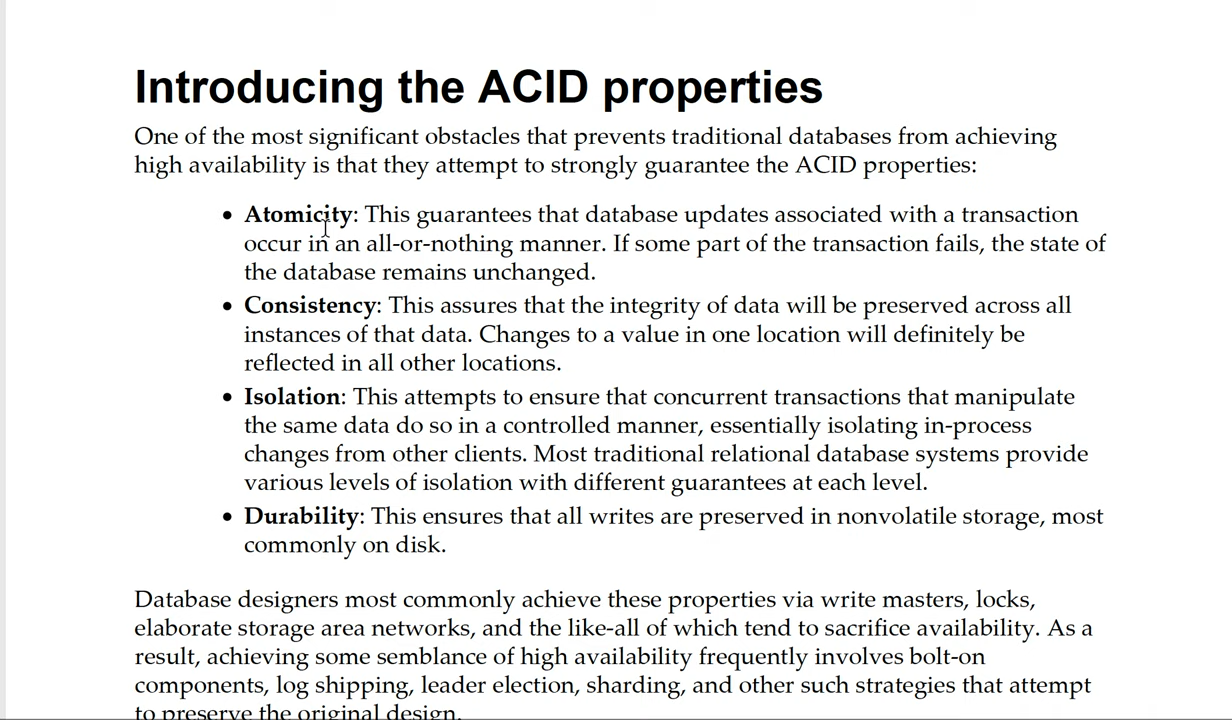 Introducing the ACID properties
One of the most significant obstacles that prevents traditional databases from achieving
high availability is that they attempt to strongly guarantee the ACID properties:
• Atomicity: This guarantees that database updates associated with a transaction
occur in an all-or-nothing manner. If some part of the transaction fails, the state of
the database remains unchanged.
• Consistency: This assures that the integrity of data will be preserved across all
instances of that data. Changes to a value in one location will definitely be
reflected in all other locations.
• Isolation: This attempts to ensure that concurrent transactions that manipulate
the same data do so in a controlled manner, essentially isolating in-process
changes from other clients. Most traditional relational database systems provide
various levels of isolation with different guarantees at each level.
• Durability: This ensures that all writes are preserved in nonvolatile storage, most
commonly on disk.
Database designers most commonly achieve these properties via write masters, locks,
elaborate storage area networks, and the like-all of which tend to sacrifice availability. As a
result, achieving some semblance of high availability frequently involves bolt-on
components, log shipping, leader election, sharding, and other such strategies that attempt
to preserve the original design.